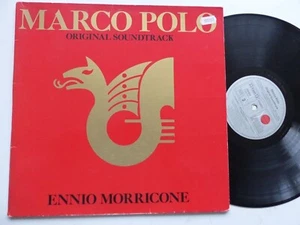 MARCO POLO
ORIGINAL SOUNDTRACK
ENNIO MORRICONE